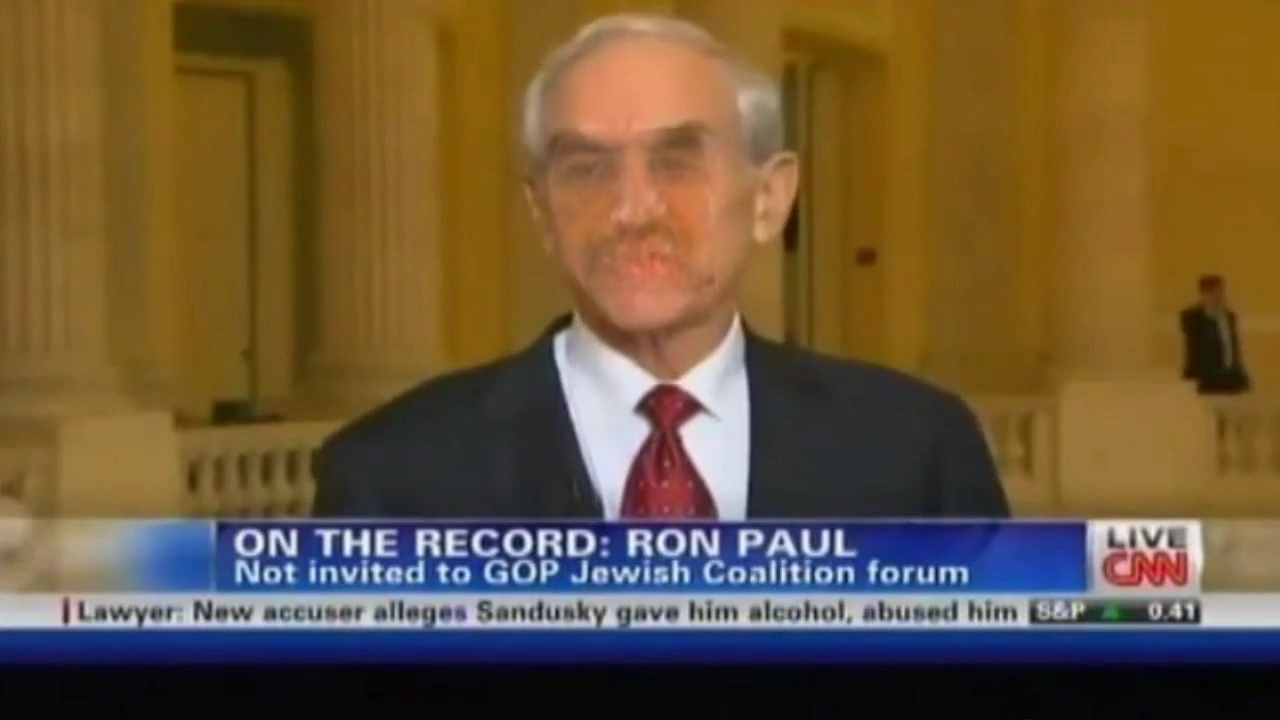 ON THE RECORD: RON PAUL
Not invited to GOP Jewish Coalition forum
LIVE
CNN
Lawyer: New accuser alleges Sandusky gave him alcohol, abused him
S&P ▲ 0.41